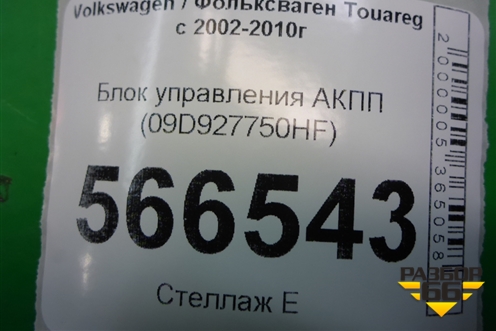 Volkswagen / Фольксваген Touareg
с 2002-2010г
Блок управления АКПП
(09D927750HF)
566543
Стеллаж Е
2000005365058
РАЗБОР
66